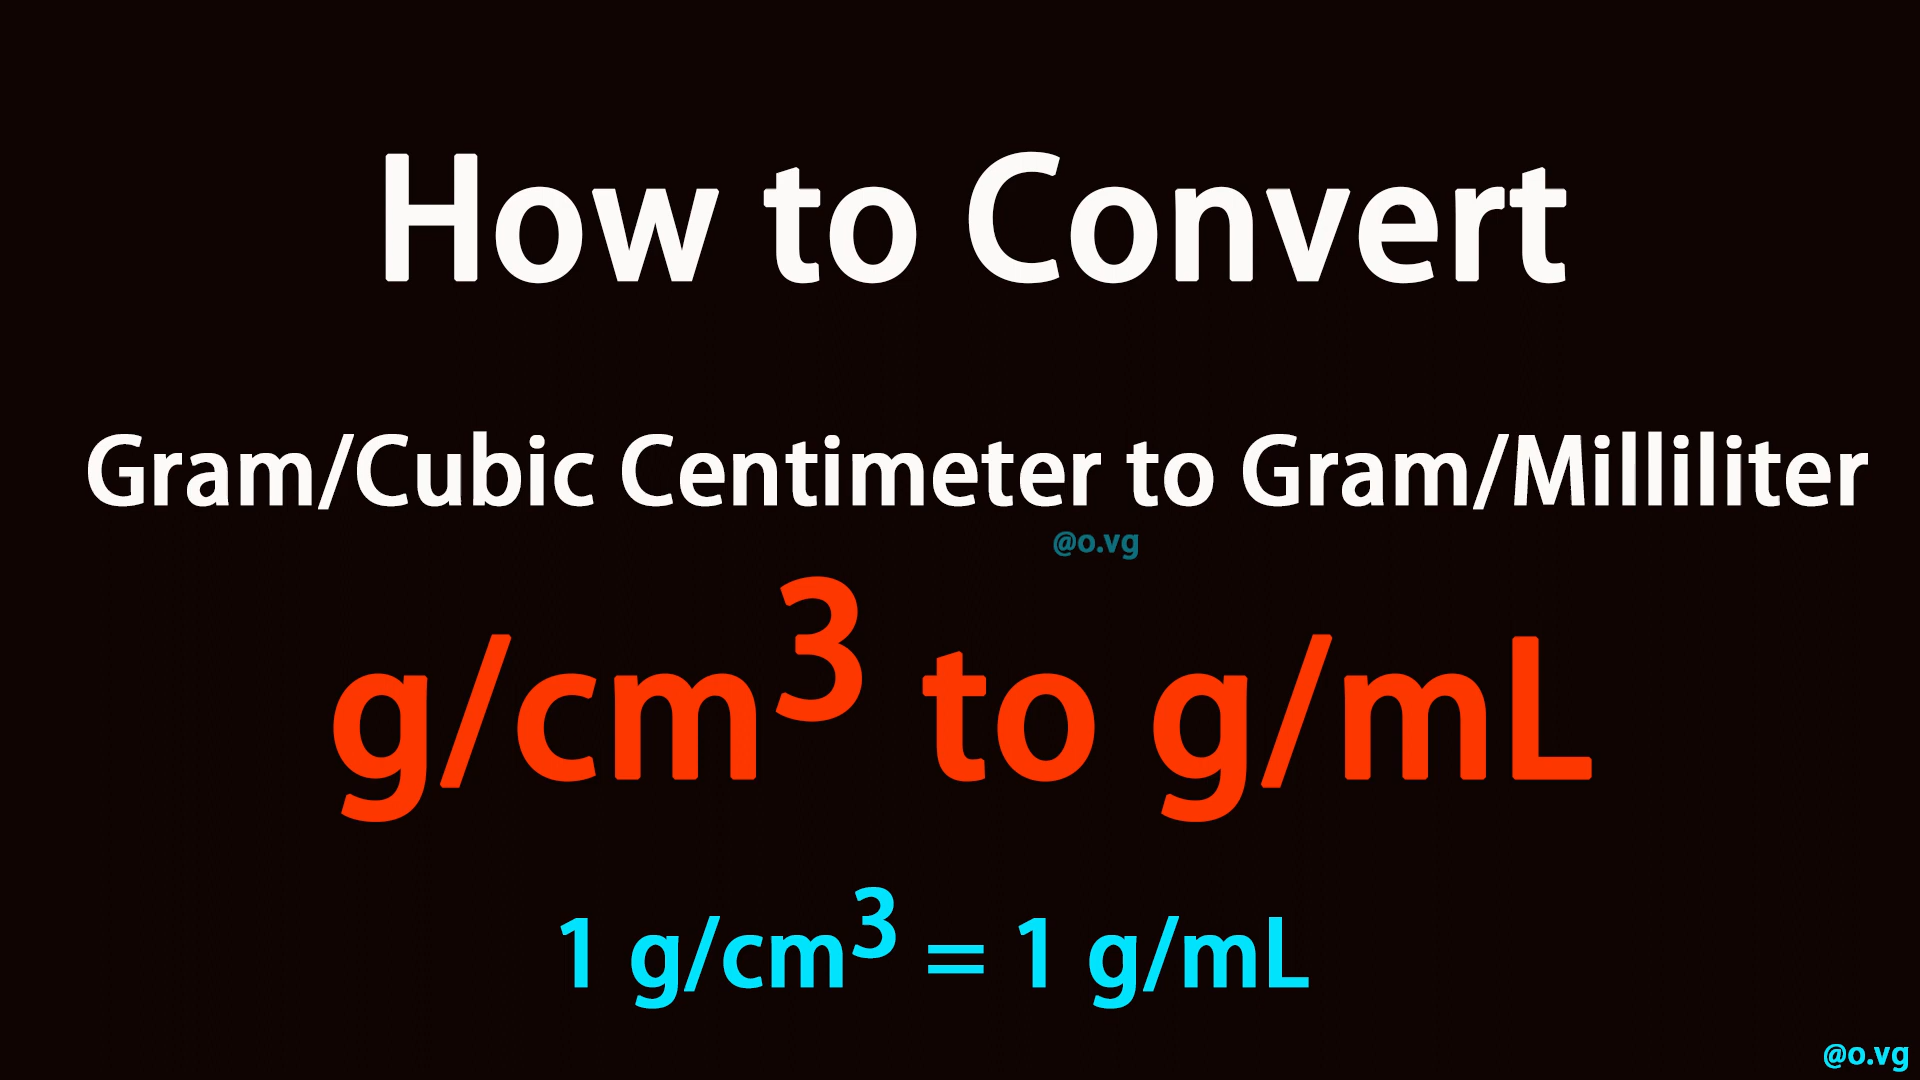 How to Convert
Gram/Cubic Centimeter to Gram/Milliliter
@o.vg
g/cm³ to g/mL
1 g/cm³ = 1 g/mL
@o.vg